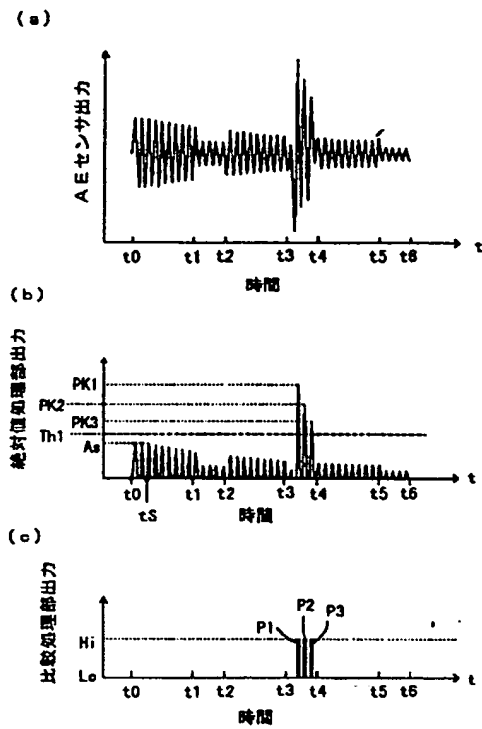 (a)
AEセンサ出力
t0 t1 t2 t3 t4 t5 t6 t
時間
(b)
絶対値処理部出力
PK1
PK2
PK3
Th1
As
t0 t1 t2 t3 t4 t5 t6 t
tS
時間
(c)
比較処理部出力
P1 P2 P3
Hi
Lo
t0 t1 t2 t3 t4 t5 t6 t
時間